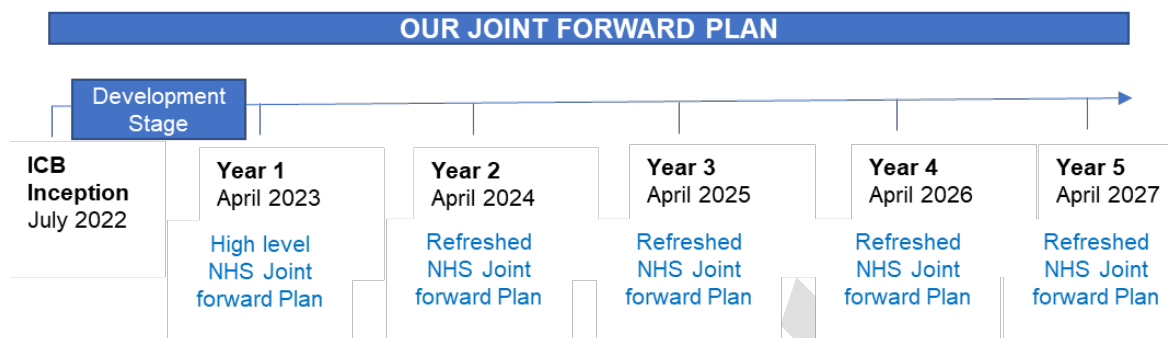 OUR JOINT FORWARD PLAN
Development
Stage
ICB
Inception
July 2022
Year 1
April 2023
High level
NHS Joint
forward Plan
Year 2
April 2024
Refreshed
NHS Joint
forward Plan
Year 3
April 2025
Refreshed
NHS Joint
forward Plan
Year 4
April 2026
Refreshed
NHS Joint
forward Plan
Year 5
April 2027
Refreshed
NHS Joint
forward Plan